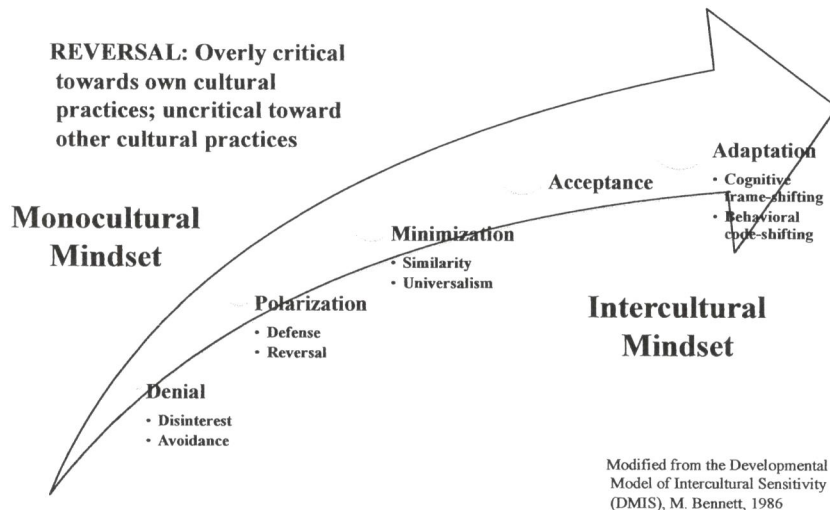 REVERSAL: Overly critical
towards own cultural
practices; uncritical toward
other cultural practices
Monocultural
Mindset
Denial
• Disinterest
• Avoidance
Polarization
• Defense
• Reversal
Minimization
• Similarity
• Universalism
Acceptance
Adaptation
• Cognitive
frame-shifting
• Behavioral
code-shifting
Intercultural
Mindset
Modified from the Developmental
Model of Intercultural Sensitivity
(DMIS), M. Bennett, 1986